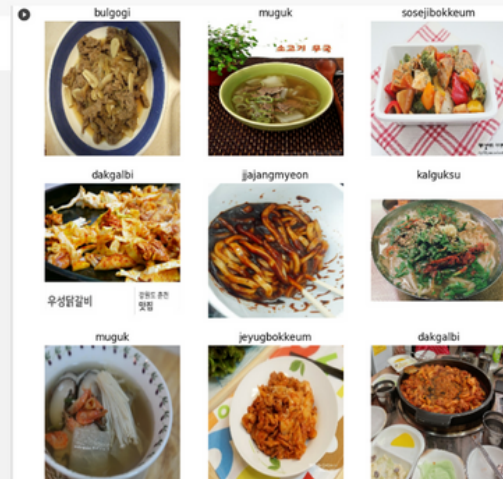 bulgogi
muguk
sosejibokkeum
소고기 무국
dakgalbi
jjajangmyeon
kalguksu
우성닭갈비
강원도 춘천
맛집
muguk
jeyugbokkeum
dakgalbi